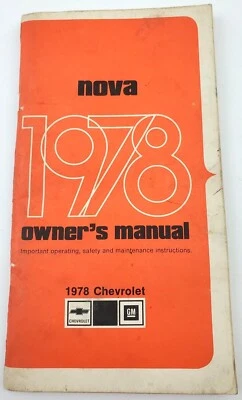 nova
1978
owner's manual
Important operating, safety and maintenance instructions.
1978 Chevrolet
CHEVROLET
GM